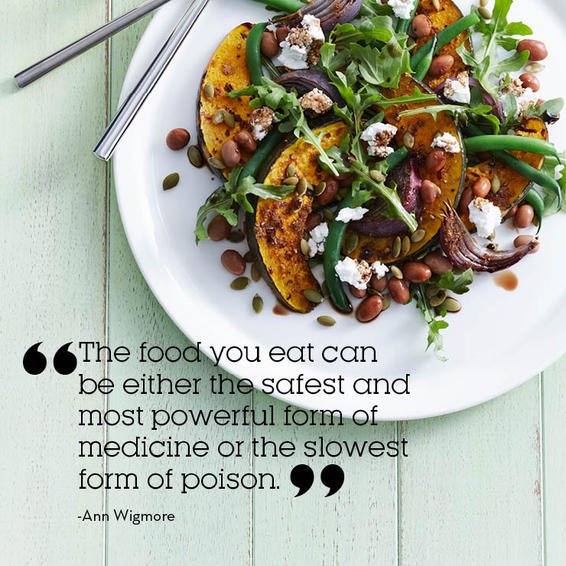 ❝The food you eat can
be either the safest and
most powerful form of
medicine or the slowest
form of poison.❞
-Ann Wigmore